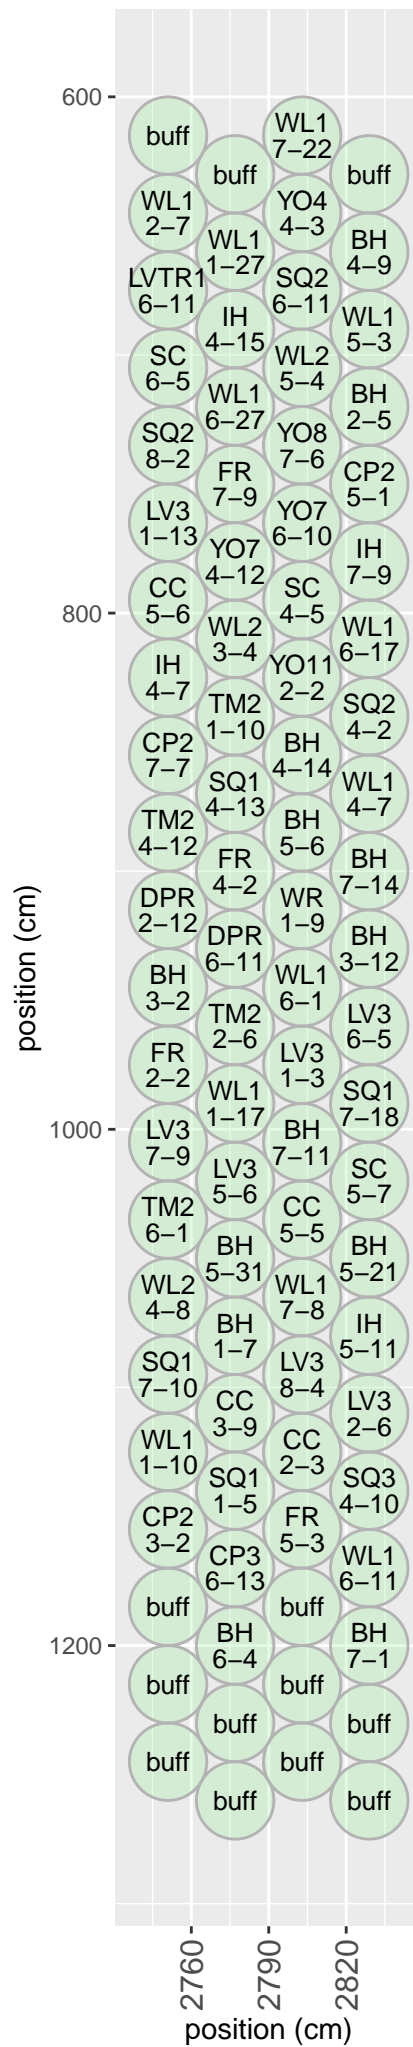 position (cm)
600
800
1000
1200
buff
WL1
2–7
LVTR1
6–11
SC
6–5
SQ2
8–2
LV3
1–13
CC
5–6
IH
4–7
CP2
7–7
TM2
4–12
DPR
2–12
BH
3–2
FR
2–2
LV3
7–9
TM2
6–1
WL2
4–8
SQ1
7–10
WL1
1–10
CP2
3–2
buff
buff
buff
buff
WL1
1–27
IH
4–15
WL1
6–27
FR
7–9
YO7
4–12
WL2
3–4
TM2
1–10
SQ1
4–13
FR
4–2
DPR
6–11
TM2
2–6
WL1
1–17
LV3
5–6
BH
5–31
BH
1–7
CC
3–9
SQ1
1–5
CP3
6–13
BH
6–4
buff
buff
WL1
7–22
YO4
4–3
SQ2
6–11
WL2
5–4
YO8
7–6
YO7
6–10
SC
4–5
YO11
2–2
BH
4–14
BH
5–6
WR
1–9
WL1
6–1
LV3
1–3
BH
7–11
CC
5–5
WL1
7–8
LV3
8–4
CC
2–3
FR
5–3
buff
buff
buff
buff
BH
4–9
WL1
5–3
BH
2–5
CP2
5–1
IH
7–9
WL1
6–17
SQ2
4–2
WL1
4–7
BH
7–14
BH
3–12
LV3
6–5
SQ1
7–18
SC
5–7
BH
5–21
IH
5–11
LV3
2–6
SQ3
4–10
WL1
6–11
BH
7–1
buff
buff
2760
2790
2820
position (cm)